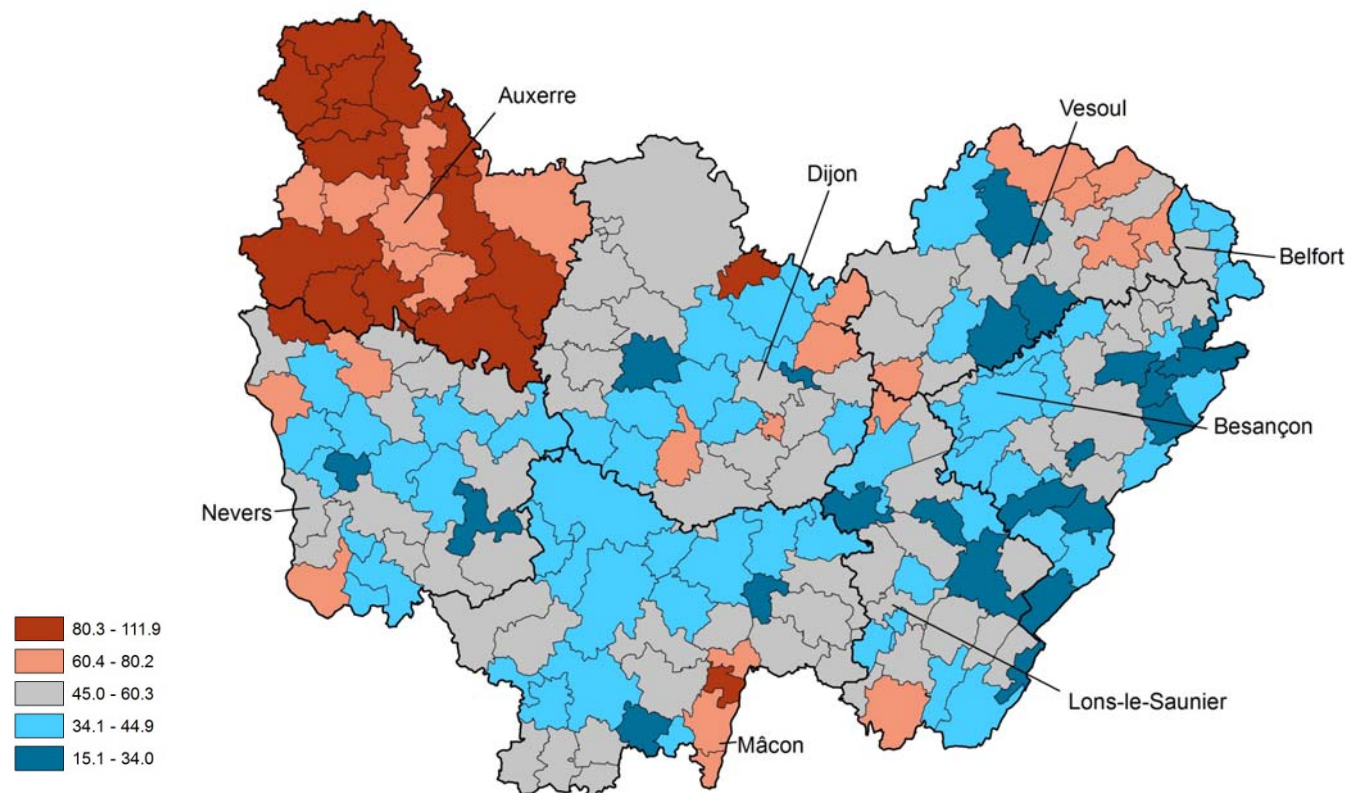 Auxerre
Vesoul
Dijon
Belfort
Besançon
Nevers
Lons-le-Saunier
Mâcon
80.3 - 111.9
60.4 - 80.2
45.0 - 60.3
34.1 - 44.9
15.1 - 34.0